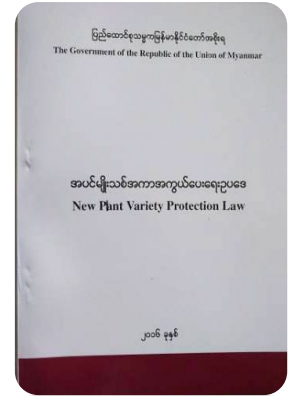 ပြည်ထောင်စုသမ္မတမြန်မာနိုင်ငံတော်အစိုးရ
The Government of the Republic of the Union of Myanmar
အပင်မျိုးသစ်အကာအကွယ်ပေးရေးဥပဒေ
New Plant Variety Protection Law
၂၀၁၆ ခုနှစ်